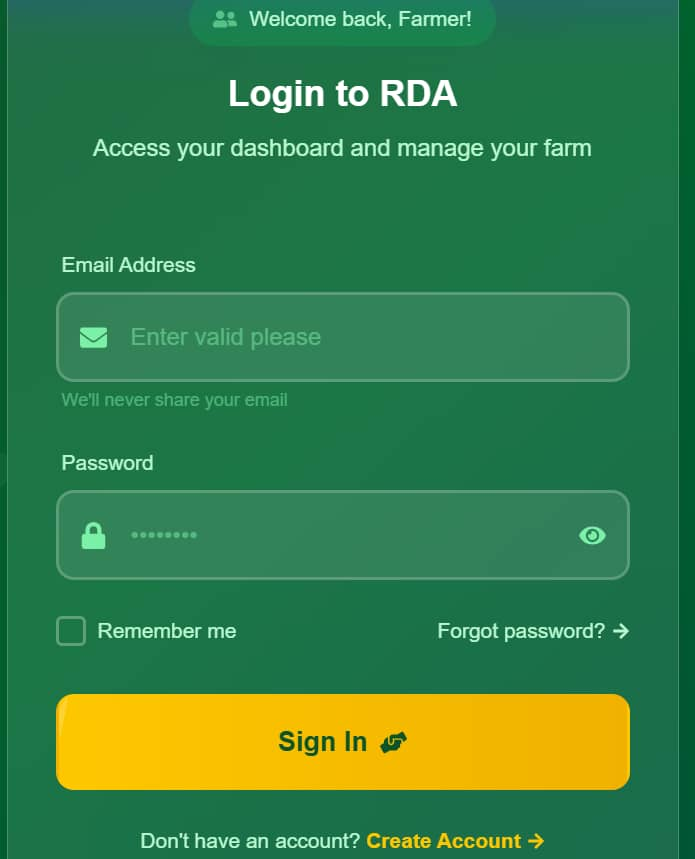 Welcome back, Farmer!
Login to RDA
Access your dashboard and manage your farm
Email Address
Enter valid please
We'll never share your email
Password
••••••••
Remember me
Forgot password? →
Sign In
Don't have an account? Create Account →